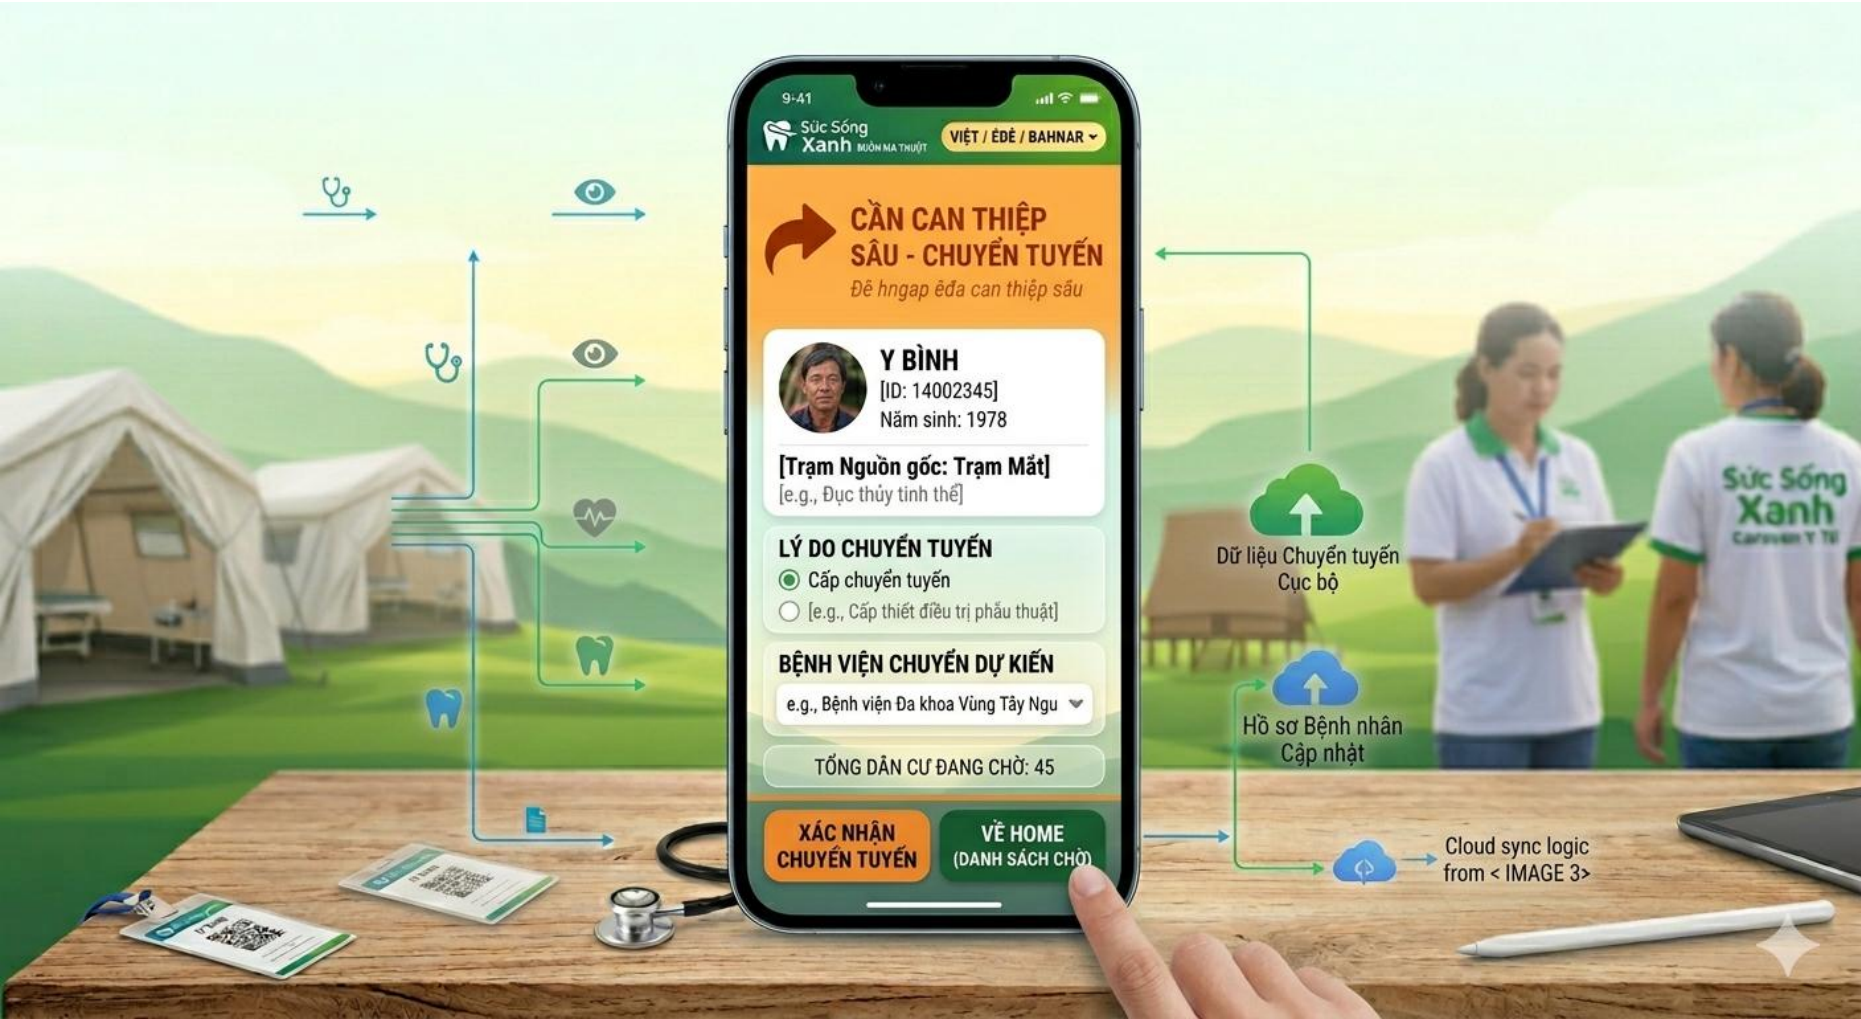 9:41
Sức Sống
Xanh BUÔN MA THUỘT
VIỆT / ÊĐÊ / BAHNAR
CẦN CAN THIỆP
SÂU - CHUYỂN TUYẾN
Đê hngap êđa can thiệp sâu
Y BÌNH
[ID: 14002345]
Năm sinh: 1978
[Trạm Nguồn gốc: Trạm Mắt]
[e.g., Đục thủy tinh thể]
LÝ DO CHUYỂN TUYẾN
Cấp chuyển tuyến
[e.g., Cấp thiết điều trị phẫu thuật]
BỆNH VIỆN CHUYỂN DỰ KIẾN
e.g., Bệnh viện Đa khoa Vùng Tây Ngu
TỔNG DÂN CƯ ĐANG CHỜ: 45
XÁC NHẬN
CHUYỂN TUYẾN
VỀ HOME
(DANH SÁCH CHỜ)
Dữ liệu Chuyển tuyến
Cục bộ
Hồ sơ Bệnh nhân
Cập nhật
Cloud sync logic
from < IMAGE 3>
Sức Sống
Xanh